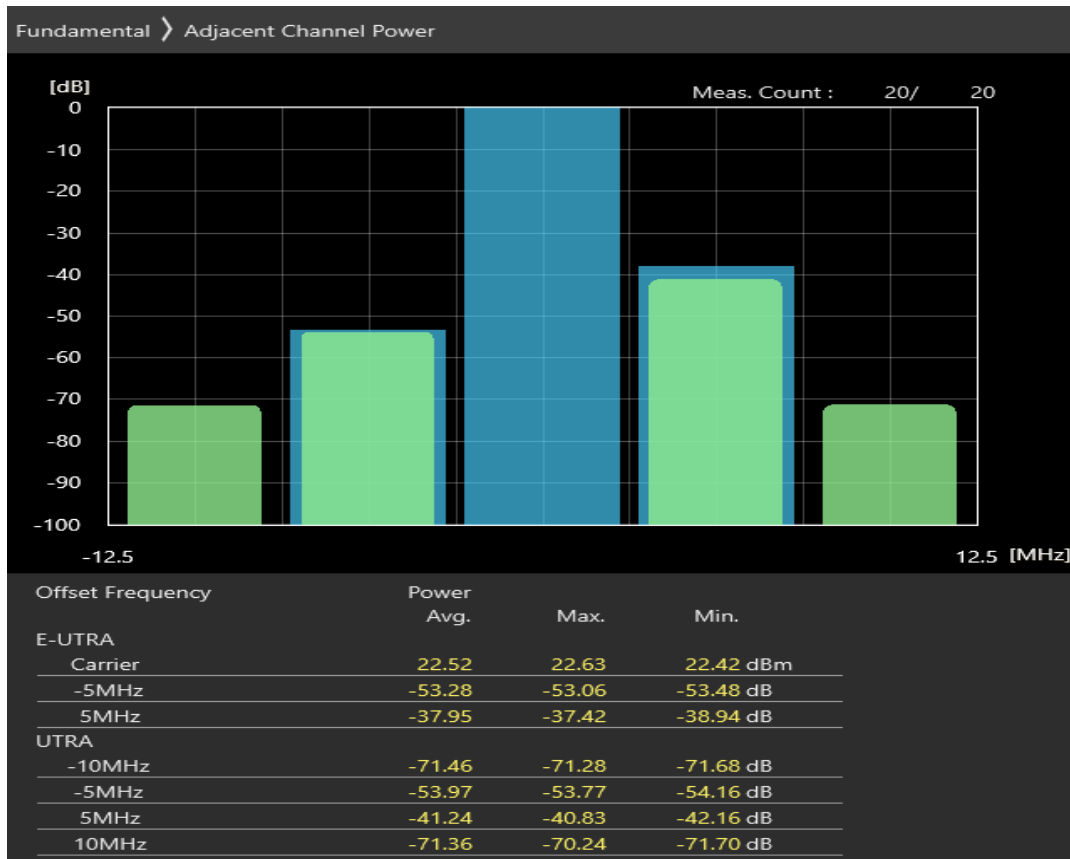 Fundamental ❯ Adjacent Channel Power
[dB]
Meas. Count : 20/ 20
0
-10
-20
-30
-40
-50
-60
-70
-80
-90
-100
-12.5 12.5 [MHz]
Offset Frequency Power
Avg. Max. Min.
E-UTRA
Carrier 22.52 22.63 22.42 dBm
-5MHz -53.28 -53.06 -53.48 dB
5MHz -37.95 -37.42 -38.94 dB
UTRA
-10MHz -71.46 -71.28 -71.68 dB
-5MHz -53.97 -53.77 -54.16 dB
5MHz -41.24 -40.83 -42.16 dB
10MHz -71.36 -70.24 -71.70 dB